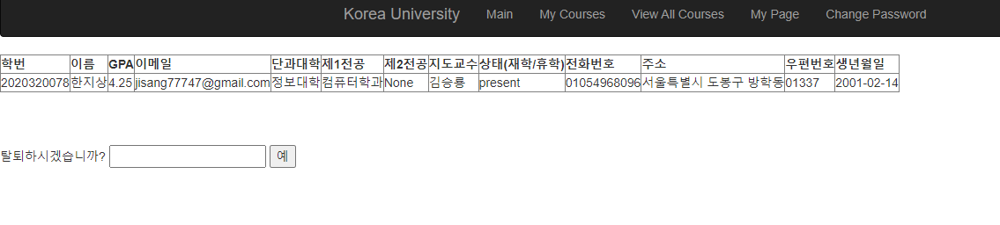 Korea University Main My Courses View All Courses My Page Change Password
학번 이름 GPA 이메일 단과대학 제1전공 제2전공 지도교수 상태(재학/휴학) 전화번호 주소 우편번호 생년월일
2020320078 한지상 4.25 jisang77747@gmail.com 정보대학 컴퓨터학과 None 김승룡 present 01054968096 서울특별시 도봉구 방학동 01337 2001-02-14
탈퇴하시겠습니까? 예